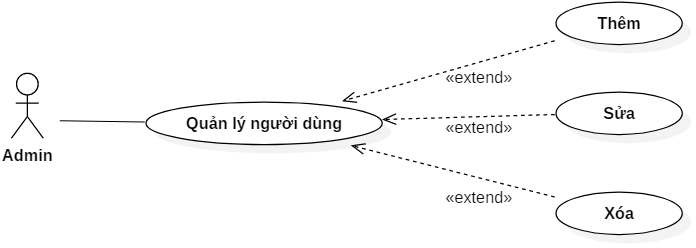 Thêm
«extend»
Sửa
Quản lý người dùng
«extend»
Admin
«extend»
Xóa